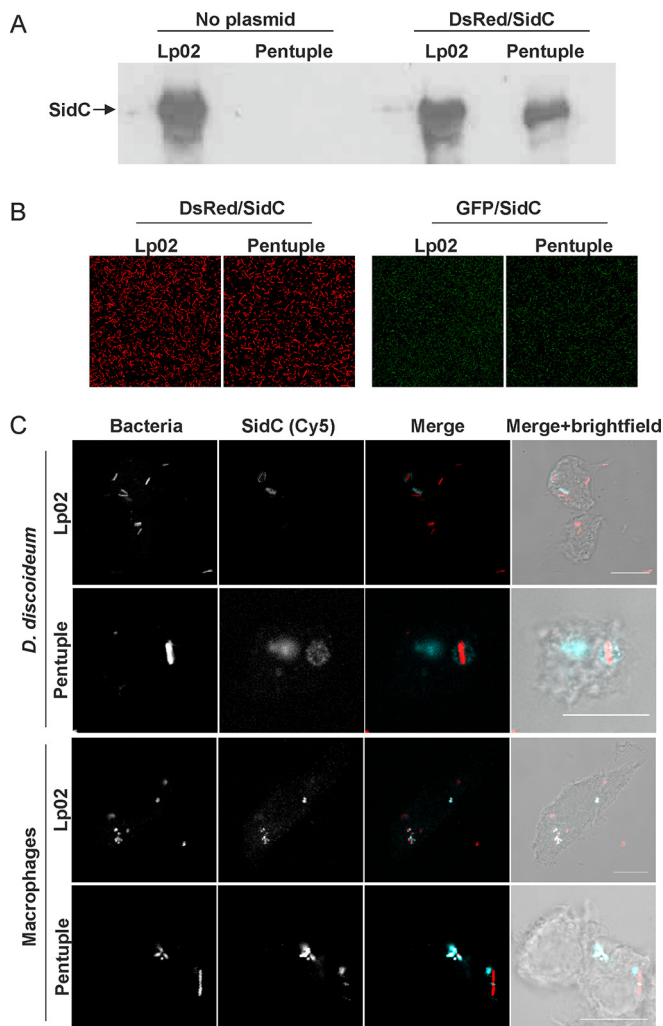 A
No plasmid
DsRed/SidC
Lp02
Pentuple
Lp02
Pentuple
SidC
B
DsRed/SidC
GFP/SidC
Lp02
Pentuple
Lp02
Pentuple
C
Bacteria
SidC (Cy5)
Merge
Merge+brightfield
D. discoideum
Lp02
Pentuple
Macrophages
Lp02
Pentuple